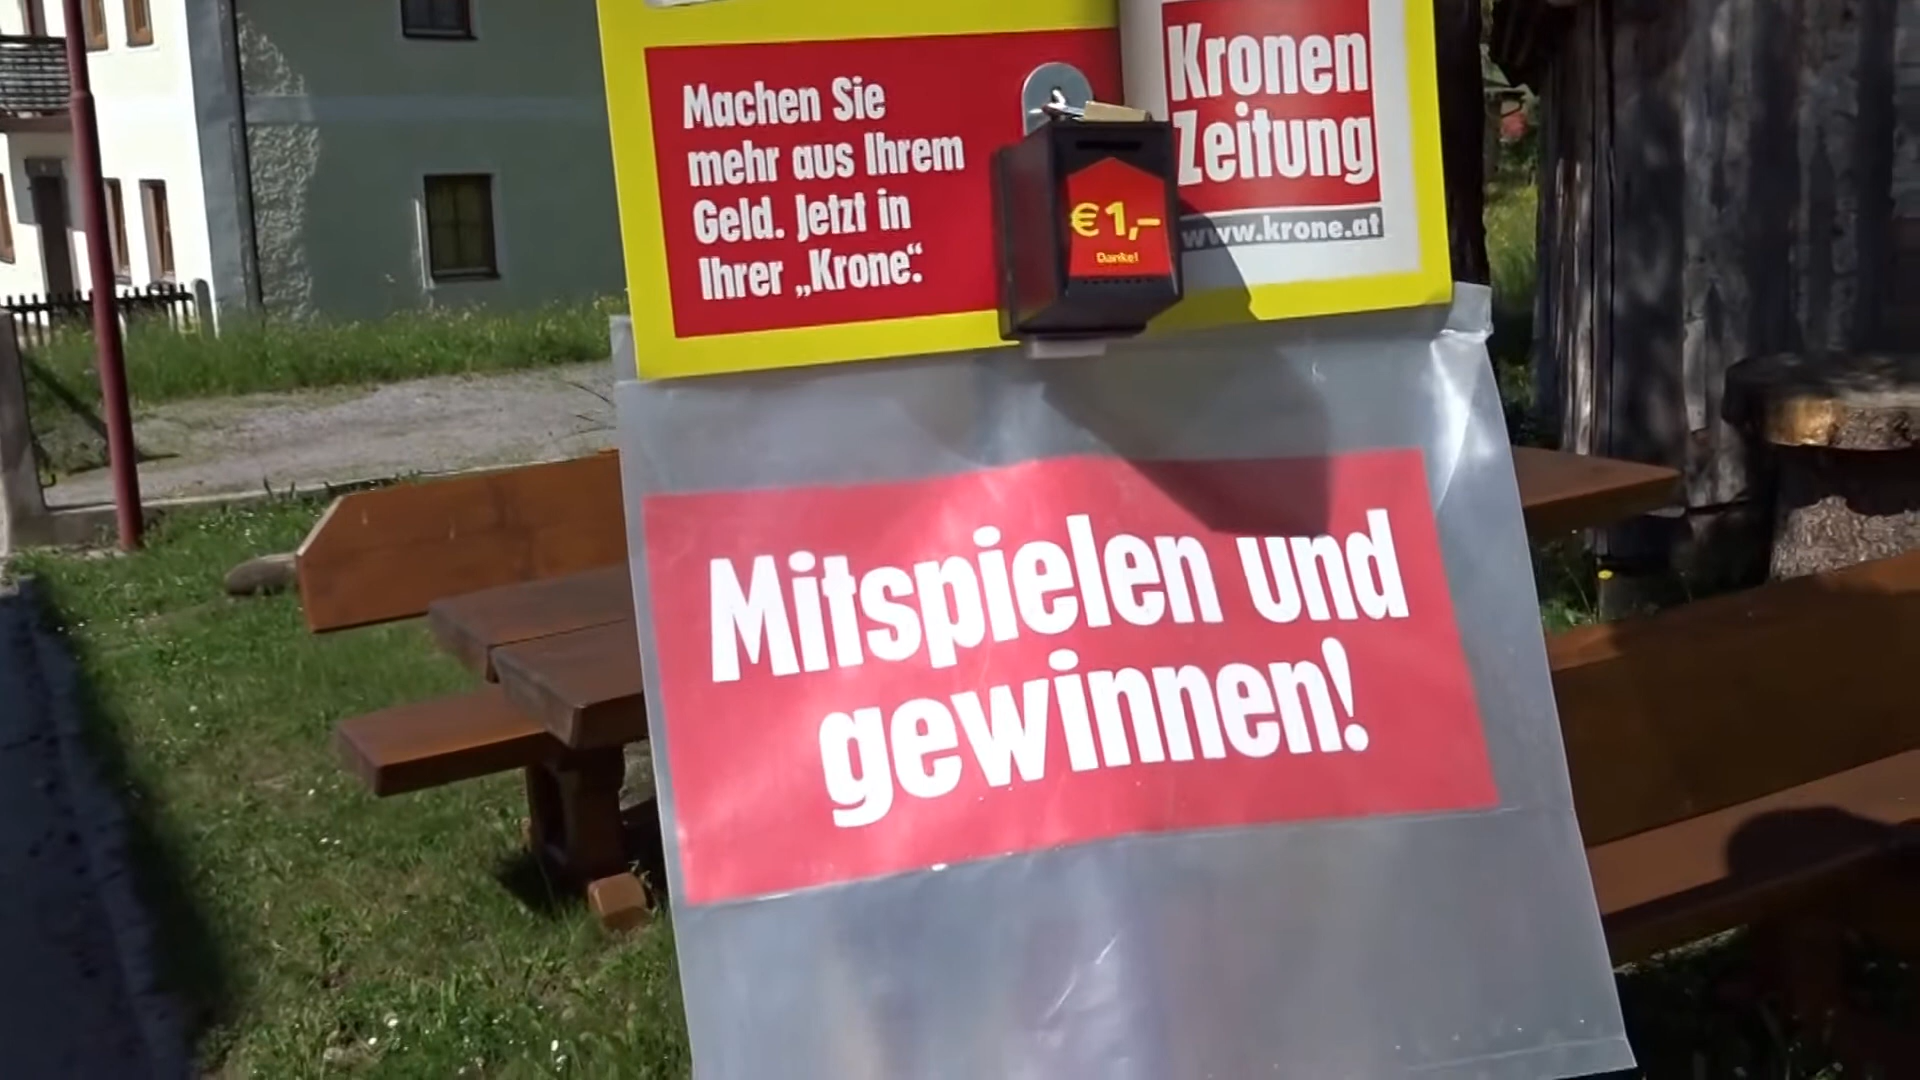 Machen Sie
mehr aus Ihrem
Geld. Jetzt in
Ihrer „Krone“.
Kronen
Zeitung
www.krone.at
€1,–
Danke!
Mitspielen und
gewinnen!